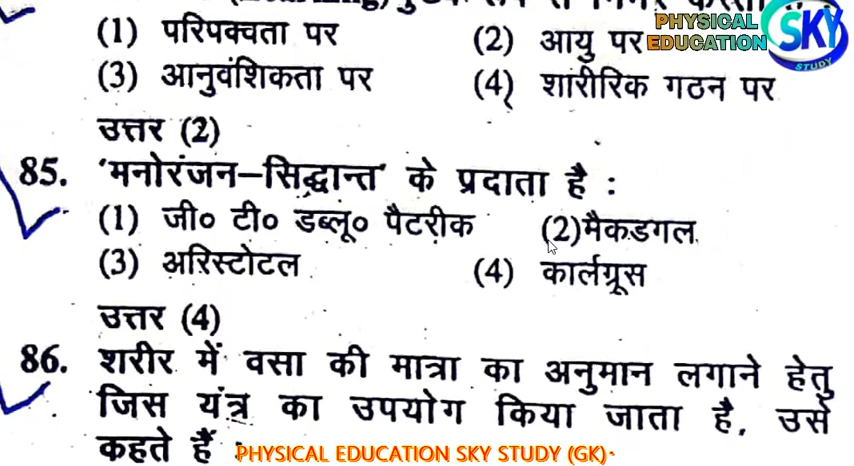 (1) परिपक्वता पर (2) आयु पर
(3) आनुवंशिकता पर (4) शारीरिक गठन पर
उत्तर (2)
85. 'मनोरंजन–सिद्धान्त' के प्रदाता है :
(1) जी० टी० डब्लू० पैटरीक (2)मैकडगल
(3) अरिस्टोटल (4) कार्लग्रूस
उत्तर (4)
86. शरीर में वसा की मात्रा का अनुमान लगाने हेतु
जिस यंत्र का उपयोग किया जाता है, उसे
कहते हैं :
PHYSICAL EDUCATION SKY STUDY (GK)
PHYSICAL
EDUCATION
SKY
STUDY